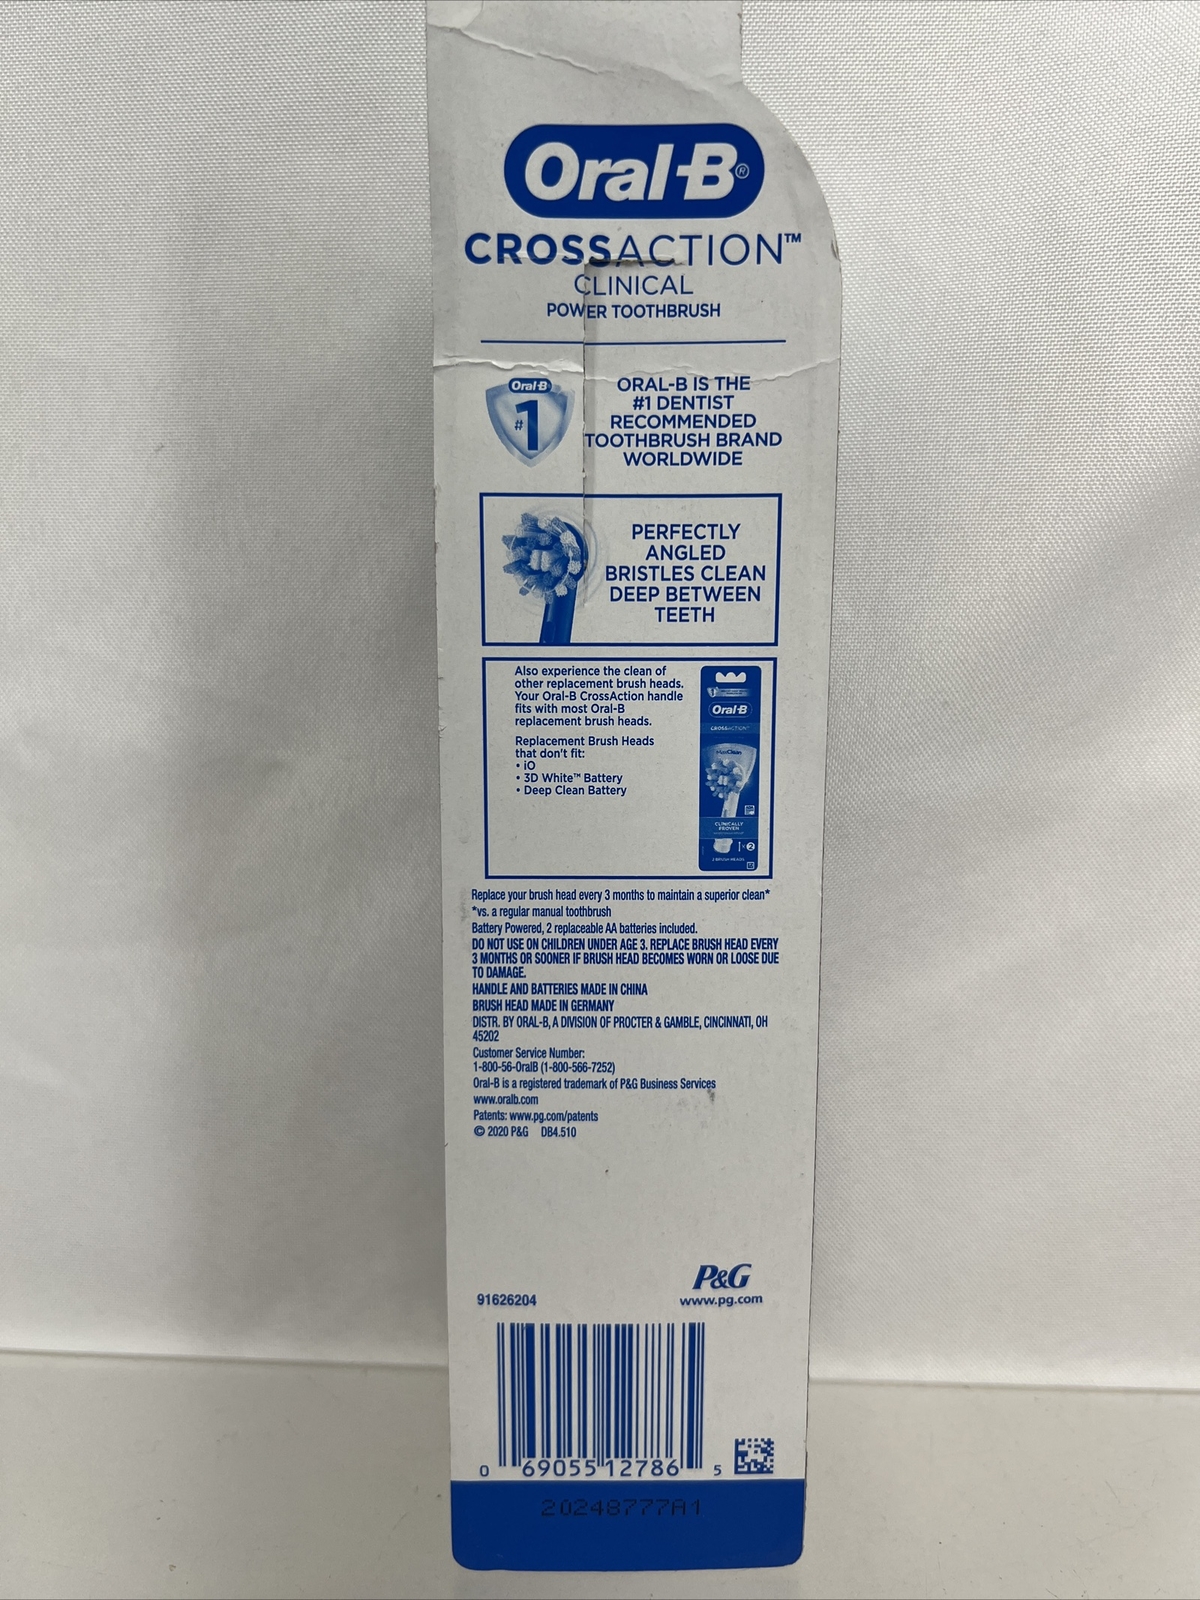 Oral-B®
CROSSACTION™
CLINICAL
POWER TOOTHBRUSH
Oral-B
#1
ORAL-B IS THE
#1 DENTIST
RECOMMENDED
TOOTHBRUSH BRAND
WORLDWIDE
PERFECTLY
ANGLED
BRISTLES CLEAN
DEEP BETWEEN
TEETH
Also experience the clean of
other replacement brush heads.
Your Oral-B CrossAction handle
fits with most Oral-B
replacement brush heads.
Replacement Brush Heads
that don't fit:
• iO
• 3D White™ Battery
• Deep Clean Battery
Oral-B
CROSSACTION
MaxClean
CLINICALLY
PROVEN
x2
2 BRUSH HEADS
Replace your brush head every 3 months to maintain a superior clean*
*vs. a regular manual toothbrush
Battery Powered, 2 replaceable AA batteries included.
DO NOT USE ON CHILDREN UNDER AGE 3. REPLACE BRUSH HEAD EVERY
3 MONTHS OR SOONER IF BRUSH HEAD BECOMES WORN OR LOOSE DUE
TO DAMAGE.
HANDLE AND BATTERIES MADE IN CHINA
BRUSH HEAD MADE IN GERMANY
DISTR. BY ORAL-B, A DIVISION OF PROCTER & GAMBLE, CINCINNATI, OH
45202
Customer Service Number:
1-800-56-OralB (1-800-566-7252)
Oral-B is a registered trademark of P&G Business Services
www.oralb.com
Patents: www.pg.com/patents
© 2020 P&G DB4.510
P&G
91626204 www.pg.com
0 69055 12786 5
20248777A1